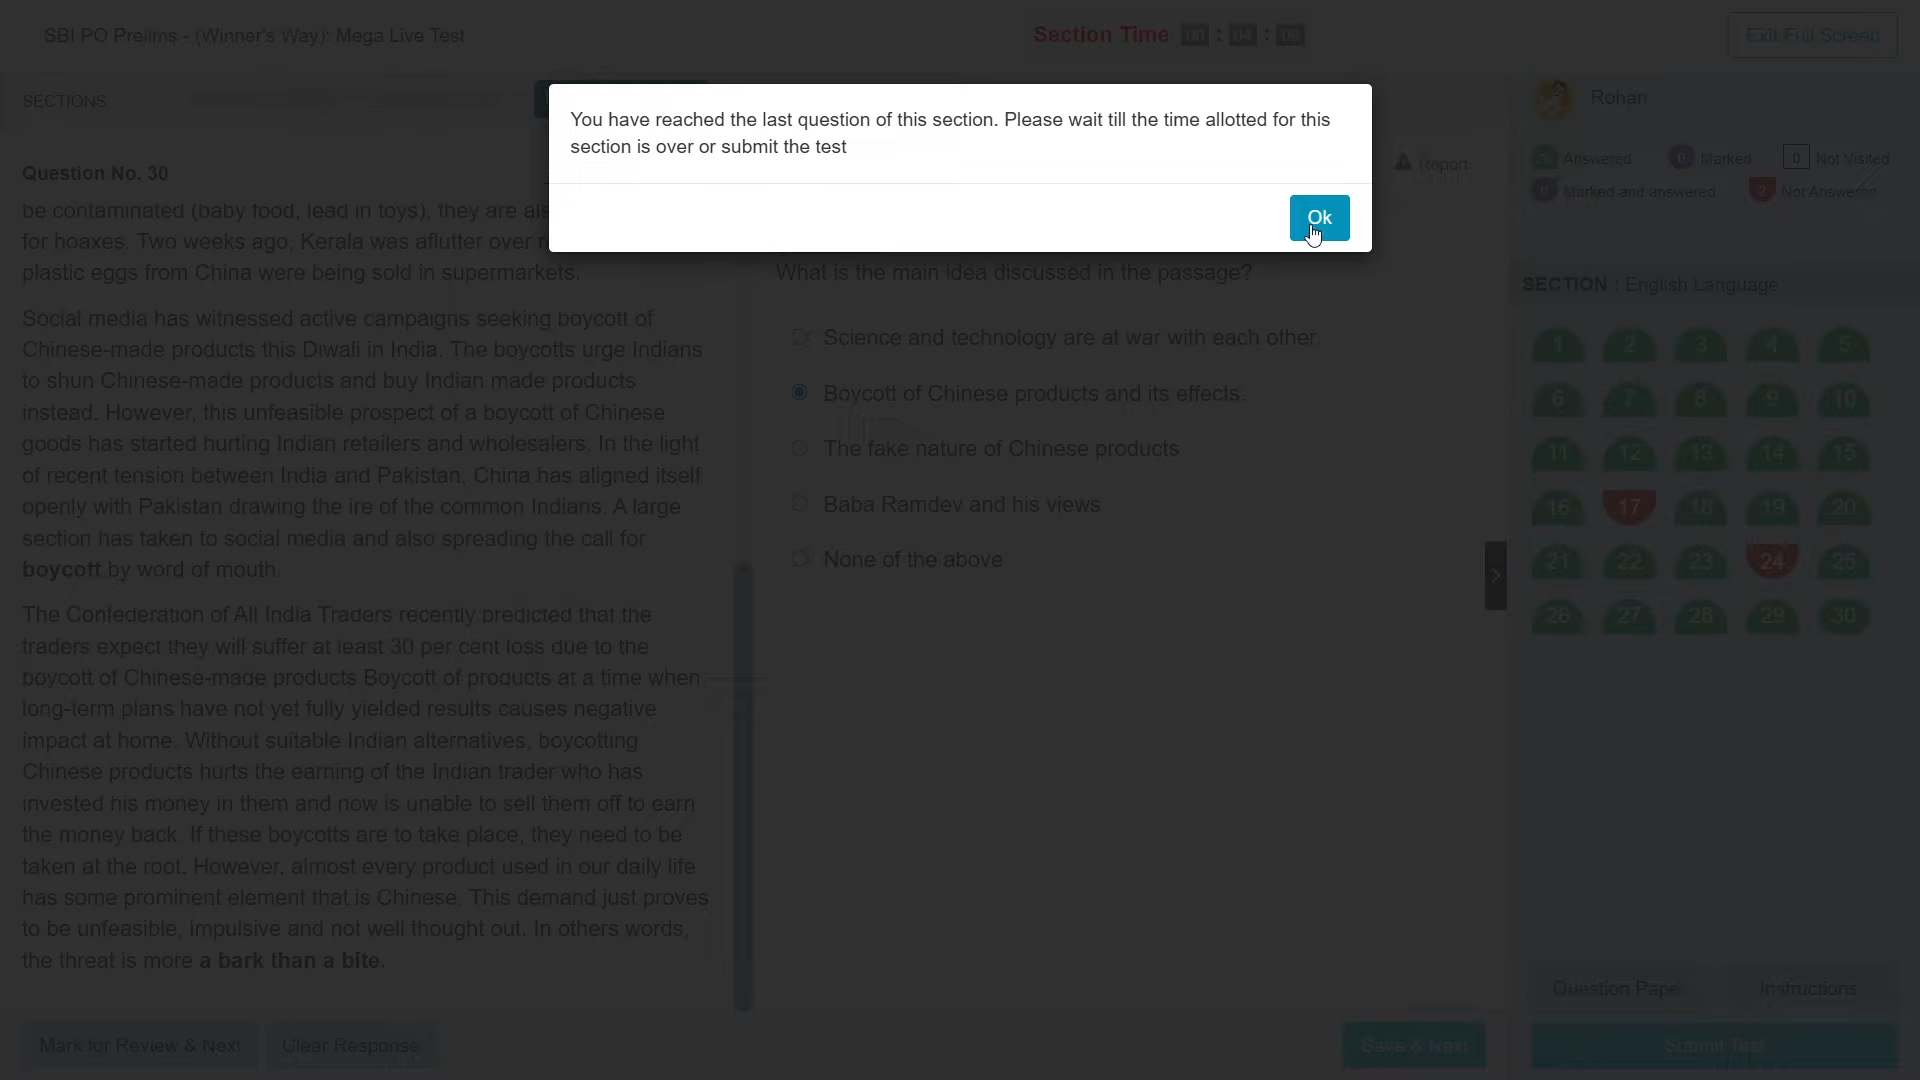 SBI PO Prelims - (Winner's Way): Mega Live Test
Section Time 00 : 04 :
Exit Full Screen
SECTIONS
You have reached the last question of this section. Please wait till the time allotted for this
section is over or submit the test
Ok
Rohan
Report
Answered
0 Marked
0 Not Visited
0 Marked and answered
2 Not Answered
Question No. 30
be contaminated (baby food, lead in toys), they are
for hoaxes. Two weeks ago, Kerala was aflutter over
plastic eggs from China were being sold in supermarkets.
Social media has witnessed active campaigns seeking boycott of
Chinese-made products this Diwali in India. The boycotts urge Indians
to shun Chinese-made products and buy Indian made products
instead. However, this unfeasible prospect of a boycott of Chinese
goods has started hurting Indian retailers and wholesalers. In the light
of recent tension between India and Pakistan, China has aligned itself
openly with Pakistan drawing the ire of the common Indians. A large
section has taken to social media and also spreading the call for
boycott by word of mouth.
The Confederation of All India Traders recently predicted that the
traders expect they will suffer at least 30 per cent loss due to the
boycott of Chinese-made products.Boycott of products at a time when
long-term plans have not yet fully yielded results causes negative
impact at home. Without suitable Indian alternatives, boycotting
Chinese products hurts the earning of the Indian trader who has
invested his money in them and now is unable to sell them off to earn
the money back. If these boycotts are to take place, they need to be
taken at the root. However, almost every product used in our daily life
has some prominent element that is Chinese. This demand just proves
to be unfeasible, impulsive and not well thought out. In others words,
the threat is more a bark than a bite.
What is the main idea discussed in the passage?
Science and technology are at war with each other.
Boycott of Chinese products and its effects.
The fake nature of Chinese products
Baba Ramdev and his views
None of the above
SECTION : English Language
1 2 3 4 5
6 7 8 9 10
11 12 13 14 15
16 17 18 19 20
21 22 23 24 25
26 27 28 29 30
Question Paper
Instructions
Mark for Review & Next
Clear Response
Save & Next
Submit Test